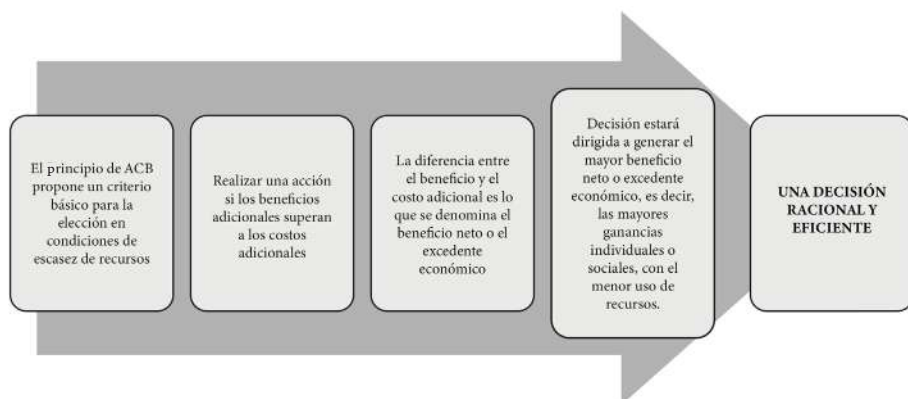 El principio de ACB
propone un criterio
básico para la
elección en
condiciones de
escasez de recursos
Realizar una acción
si los beneficios
adicionales superan
a los costos
adicionales
La diferencia entre
el beneficio y el
costo adicional es lo
que se denomina el
beneficio neto o el
excedente
económico
Decisión estará
dirigida a generar el
mayor beneficio
neto o excedente
económico, es decir,
las mayores
ganancias
individuales o
sociales, con el
menor uso de
recursos.
UNA DECISIÓN
RACIONAL Y
EFICIENTE